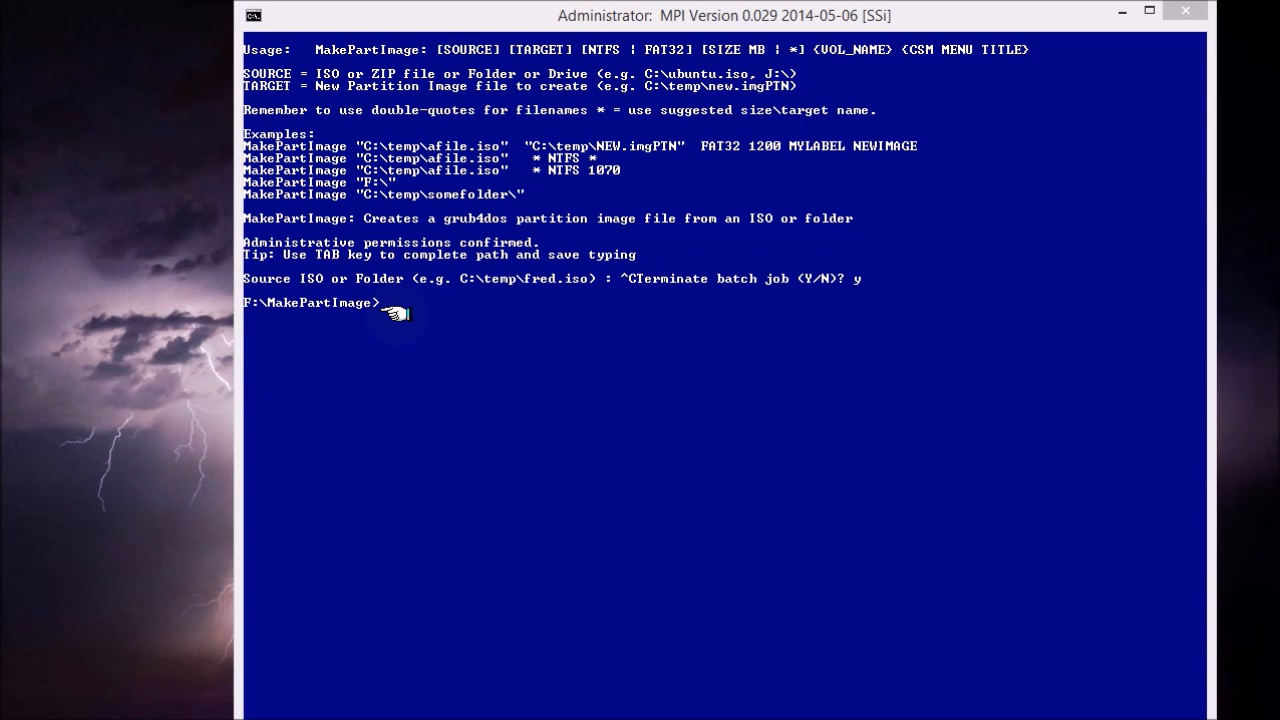 Administrator:  MPI Version 0.029 2014-05-06 [SSi]
Usage:   MakePartImage: [SOURCE] [TARGET] [NTFS ¦ FAT32] [SIZE MB ¦ *] {VOL_NAME} {CSM MENU TITLE}
SOURCE = ISO or ZIP file or Folder or Drive (e.g. C:\ubuntu.iso, J:\)
TARGET = New Partition Image file to create (e.g. C:\temp\new.imgPTN)
Remember to use double-quotes for filenames * = use suggested size\target name.
Examples:
MakePartImage "C:\temp\afile.iso"  "C:\temp\NEW.imgPTN"  FAT32 1200 MYLABEL NEWIMAGE
MakePartImage "C:\temp\afile.iso"   * NTFS *
MakePartImage "C:\temp\afile.iso"   * NTFS 1070
MakePartImage "F:\"
MakePartImage "C:\temp\somefolder\"
MakePartImage: Creates a grub4dos partition image file from an ISO or folder
Administrative permissions confirmed.
Tip: Use TAB key to complete path and save typing
Source ISO or Folder (e.g. C:\temp\fred.iso) : ^CTerminate batch job (Y/N)? y
F:\MakePartImage>